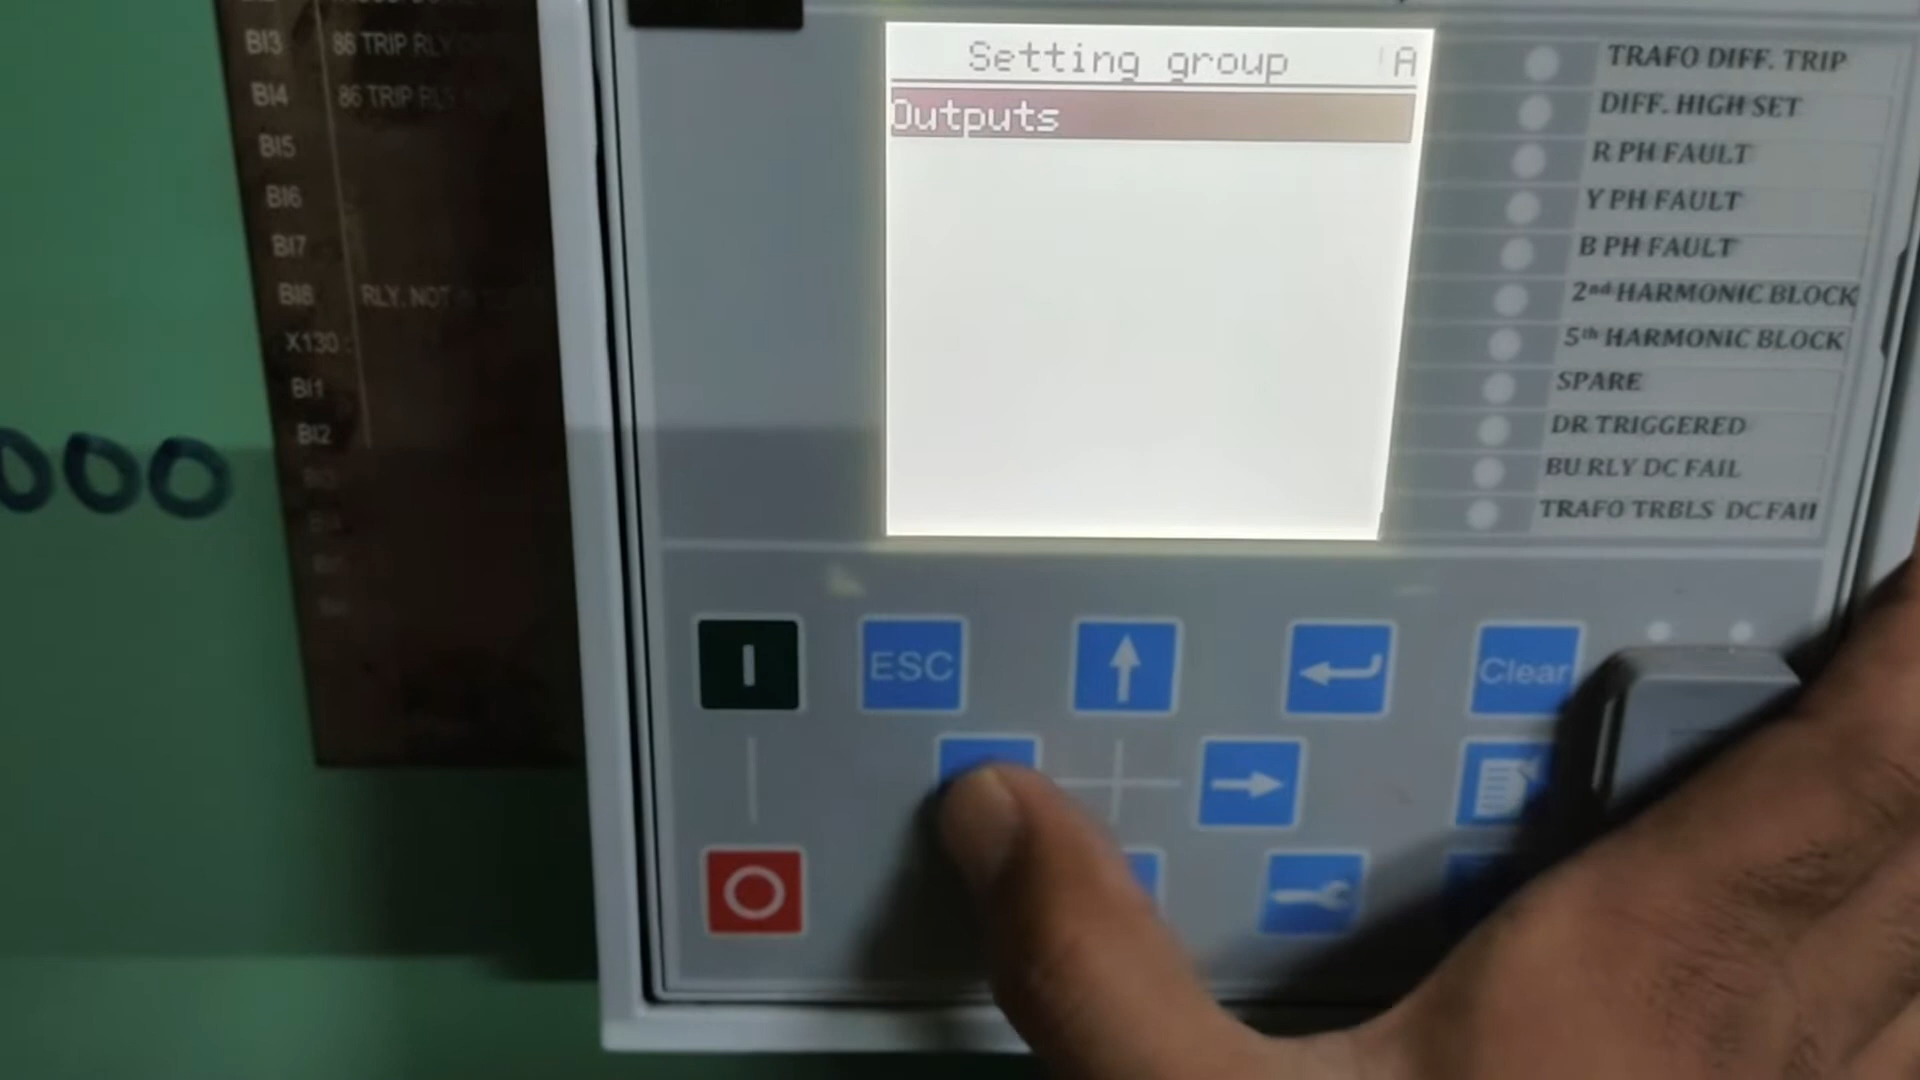 BI3 86 TRIP RLY
BI4 86 TRIP RLY
BI5
BI6
BI7
BI8 RLY. NOT
X130
BI1
BI2
000
Setting group A
Outputs
TRAFO DIFF. TRIP
DIFF. HIGH SET
R PH FAULT
Y PH FAULT
B PH FAULT
2nd HARMONIC BLOCK
5th HARMONIC BLOCK
SPARE
DR TRIGGERED
BU RLY DC FAIL
TRAFO TRBLS DC FAIL
I
ESC
Clear
O